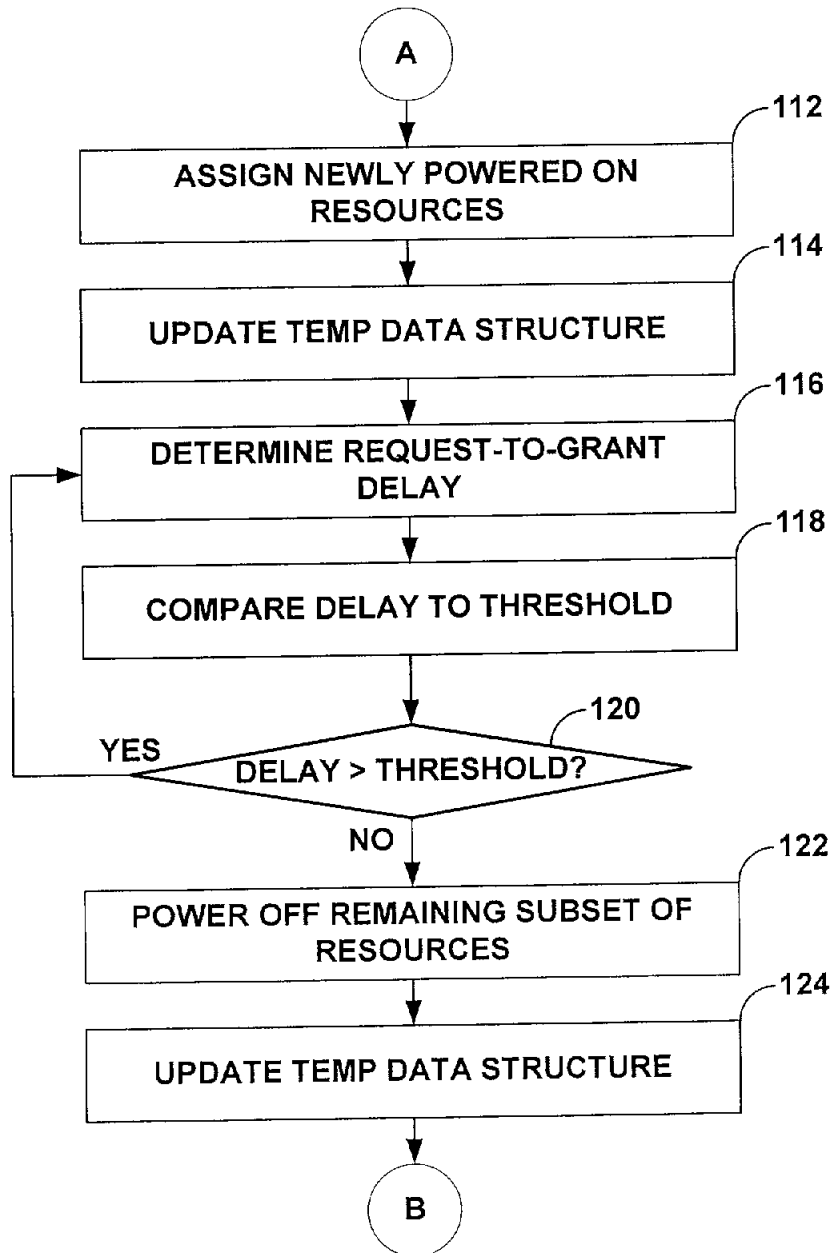 A
112
ASSIGN NEWLY POWERED ON
RESOURCES
114
UPDATE TEMP DATA STRUCTURE
116
DETERMINE REQUEST-TO-GRANT
DELAY
118
COMPARE DELAY TO THRESHOLD
120
YES
DELAY > THRESHOLD?
NO
122
POWER OFF REMAINING SUBSET OF
RESOURCES
124
UPDATE TEMP DATA STRUCTURE
B